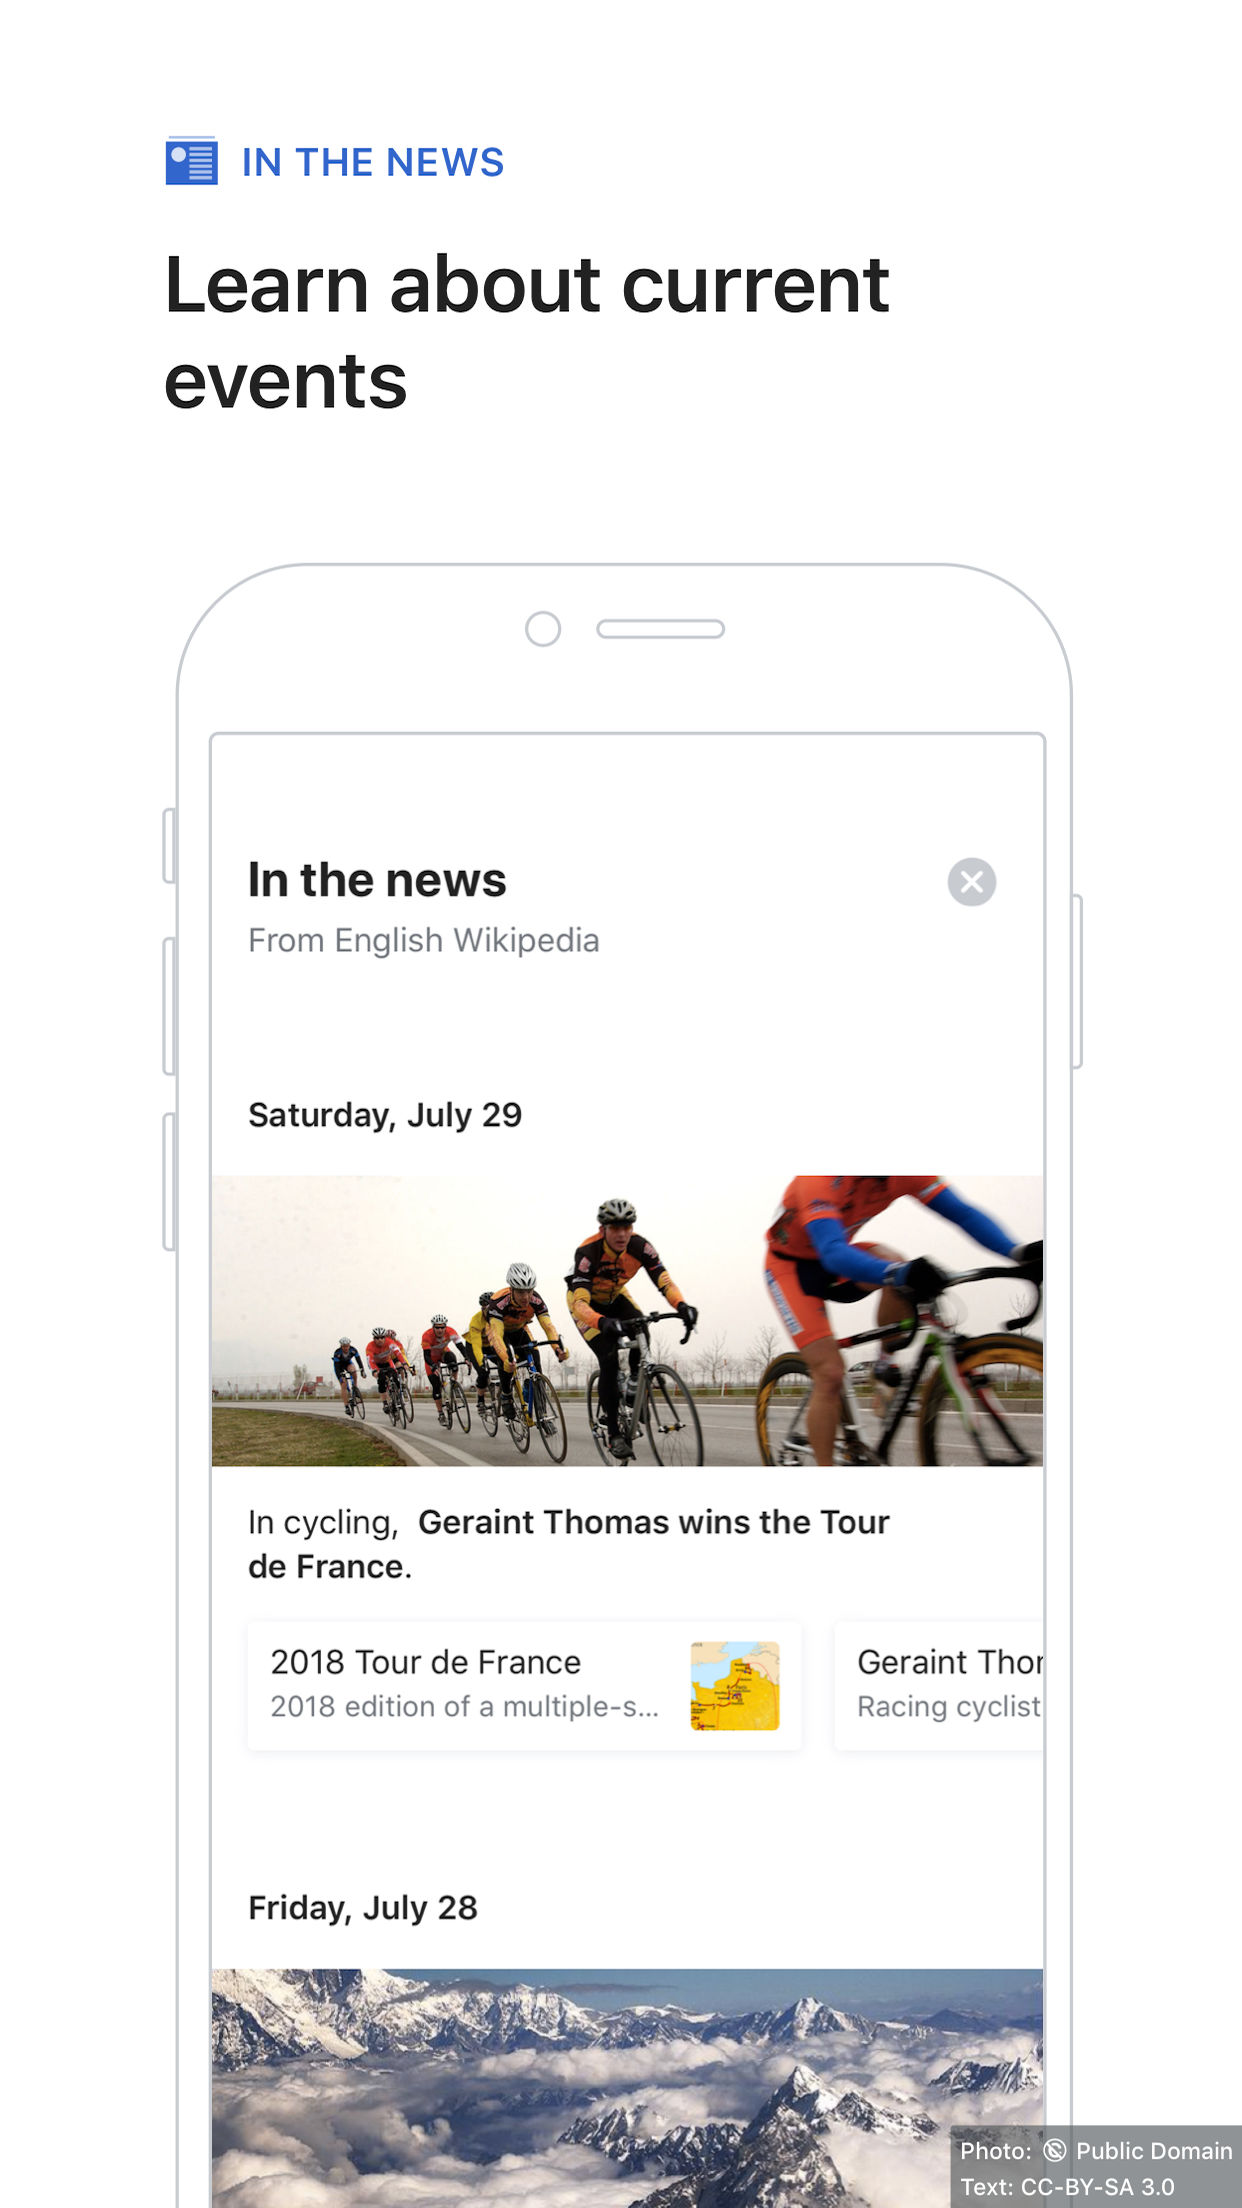 IN THE NEWS
Learn about current
events
In the news
From English Wikipedia
Saturday, July 29
In cycling, Geraint Thomas wins the Tour
de France.
2018 Tour de France
2018 edition of a multiple-s...
Geraint Thor
Racing cyclist
Friday, July 28
Photo: Public Domain
Text: CC-BY-SA 3.0